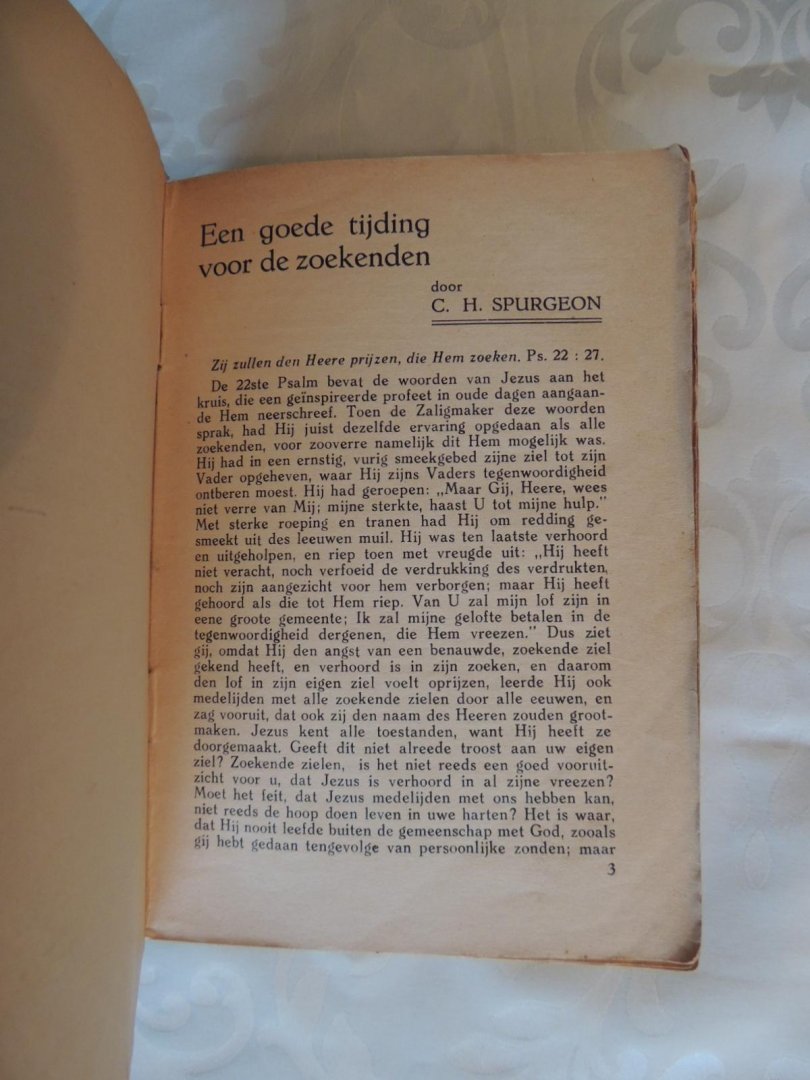 Een goede tijding
voor de zoekenden
door
C. H. SPURGEON
Zij zullen den Heere prijzen, die Hem zoeken. Ps. 22 : 27.
De 22ste Psalm bevat de woorden van Jezus aan het
kruis, die een geïnspireerde profeet in oude dagen aangaan-
de Hem neerschreef. Toen de Zaligmaker deze woorden
sprak, had Hij juist dezelfde ervaring opgedaan als alle
zoekenden, voor zooverre namelijk dit Hem mogelijk was.
Hij had in een ernstig, vurig smeekgebed zijne ziel tot zijn
Vader opgeheven, waar Hij zijns Vaders tegenwoordigheid
ontberen moest. Hij had geroepen: „Maar Gij, Heere, wees
niet verre van Mij; mijne sterkte, haast U tot mijne hulp."
Met sterke roeping en tranen had Hij om redding ge-
smeekt uit des leeuwen muil. Hij was ten laatste verhoord
en uitgeholpen, en riep toen met vreugde uit: „Hij heeft
niet veracht, noch verfoeid de verdrukking des verdrukten,
noch zijn aangezicht voor hem verborgen; maar Hij heeft
gehoord als die tot Hem riep. Van U zal mijn lof zijn in
eene groote gemeente; Ik zal mijne gelofte betalen in de
tegenwoordigheid dergenen, die Hem vreezen." Dus ziet
gij, omdat Hij den angst van een benauwde, zoekende ziel
gekend heeft, en verhoord is in zijn zoeken, en daarom
den lof in zijn eigen ziel voelt oprijzen, leerde Hij ook
medelijden met alle zoekende zielen door alle eeuwen, en
zag vooruit, dat ook zij den naam des Heeren zouden groot-
maken. Jezus kent alle toestanden, want Hij heeft ze
doorgemaakt. Geeft dit niet alreede troost aan uw eigen
ziel? Zoekende zielen, is het niet reeds een goed vooruit-
zicht voor u, dat Jezus is verhoord in al zijne vreezen?
Moet het feit, dat Jezus medelijden met ons hebben kan,
niet reeds de hoop doen leven in uwe harten? Het is waar,
dat Hij nooit leefde buiten de gemeenschap met God, zooals
gij hebt gedaan tengevolge van persoonlijke zonden; maar
3